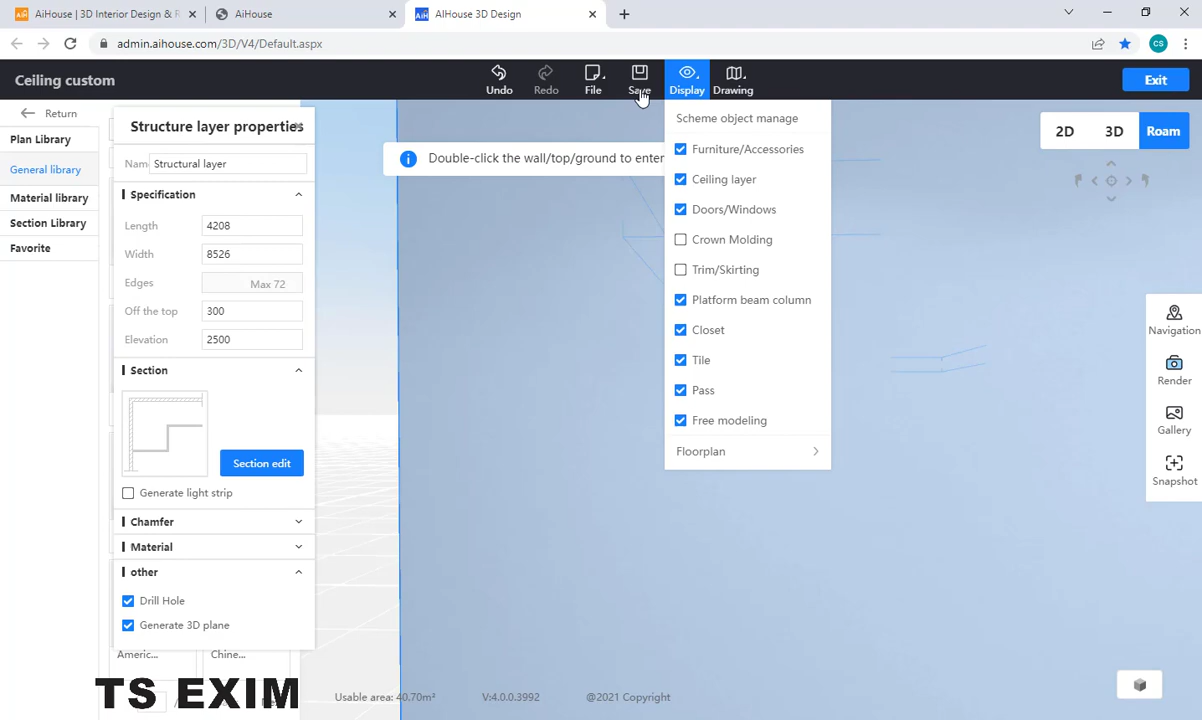 AiHouse | 3D Interior Design & R
AiHouse
AIHouse 3D Design
admin.aihouse.com/3D/V4/Default.aspx
CS
Ceiling custom
Undo
Redo
File
Save
Display
Drawing
Exit
Return
Plan Library
General library
Material library
Section Library
Favorite
Structure layer properties
Name
Structural layer
Specification
Length
4208
Width
8526
Edges
Max 72
Off the top
300
Elevation
2500
Section
Section edit
Generate light strip
Chamfer
Material
other
Drill Hole
Generate 3D plane
Americ...
Chine...
Double-click the wall/top/ground to enter
Scheme object manage
Furniture/Accessories
Ceiling layer
Doors/Windows
Crown Molding
Trim/Skirting
Platform beam column
Closet
Tile
Pass
Free modeling
Floorplan
2D
3D
Roam
Navigation
Render
Gallery
Snapshot
TS EXIM
Usable area: 40.70m²
V:4.0.0.3992
@2021 Copyright